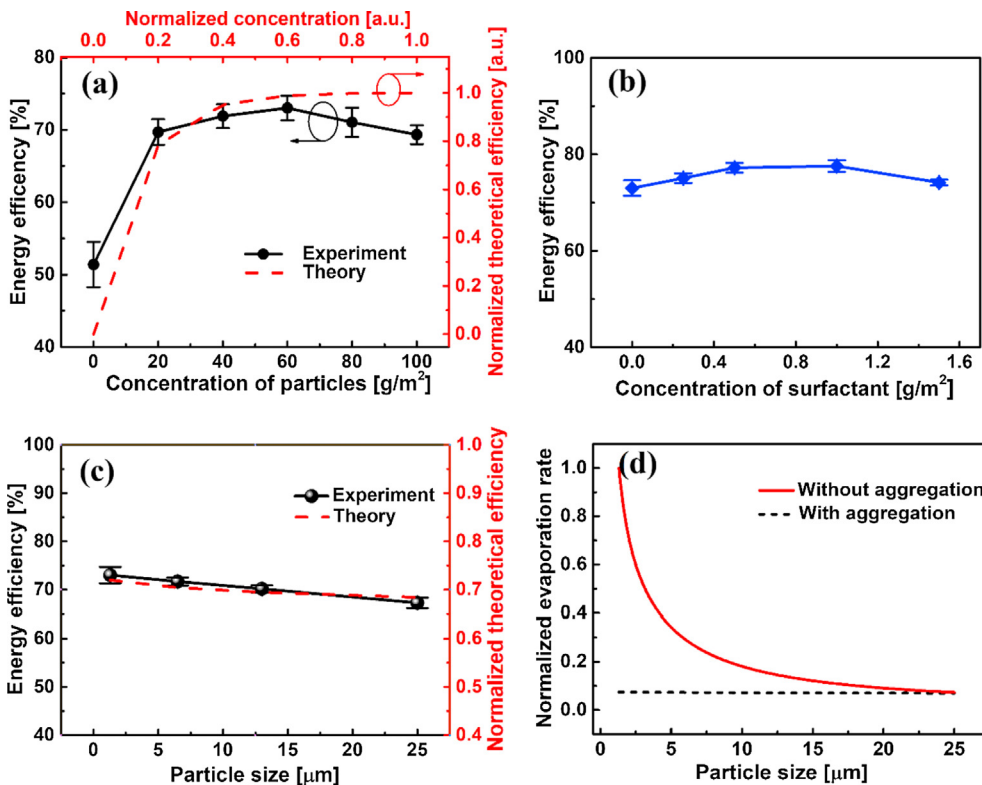 Normalized concentration [a.u.]
0.0 0.2 0.4 0.6 0.8 1.0
(a)
Energy efficency [%]
80
70
60
50
40
Experiment
Theory
1.0
0.8
0.6
0.4
0.2
0.0
Normalized theoretical efficiency [a.u.]
0 20 40 60 80 100
Concentration of particles [g/m²]
(b)
Energy efficency [%]
100
80
60
40
0.0 0.4 0.8 1.2 1.6
Concentration of surfactant [g/m²]
(c)
Energy efficiency [%]
100
90
80
70
60
50
40
Experiment
Theory
1.0
0.9
0.8
0.7
0.6
0.5
0.4
Normalized theoretical efficiency
0 5 10 15 20 25
Particle size [μm]
(d)
Normalized evaporation rate
1.0
0.8
0.6
0.4
0.2
0.0
Without aggregation
With aggregation
0 5 10 15 20 25
Particle size [μm]